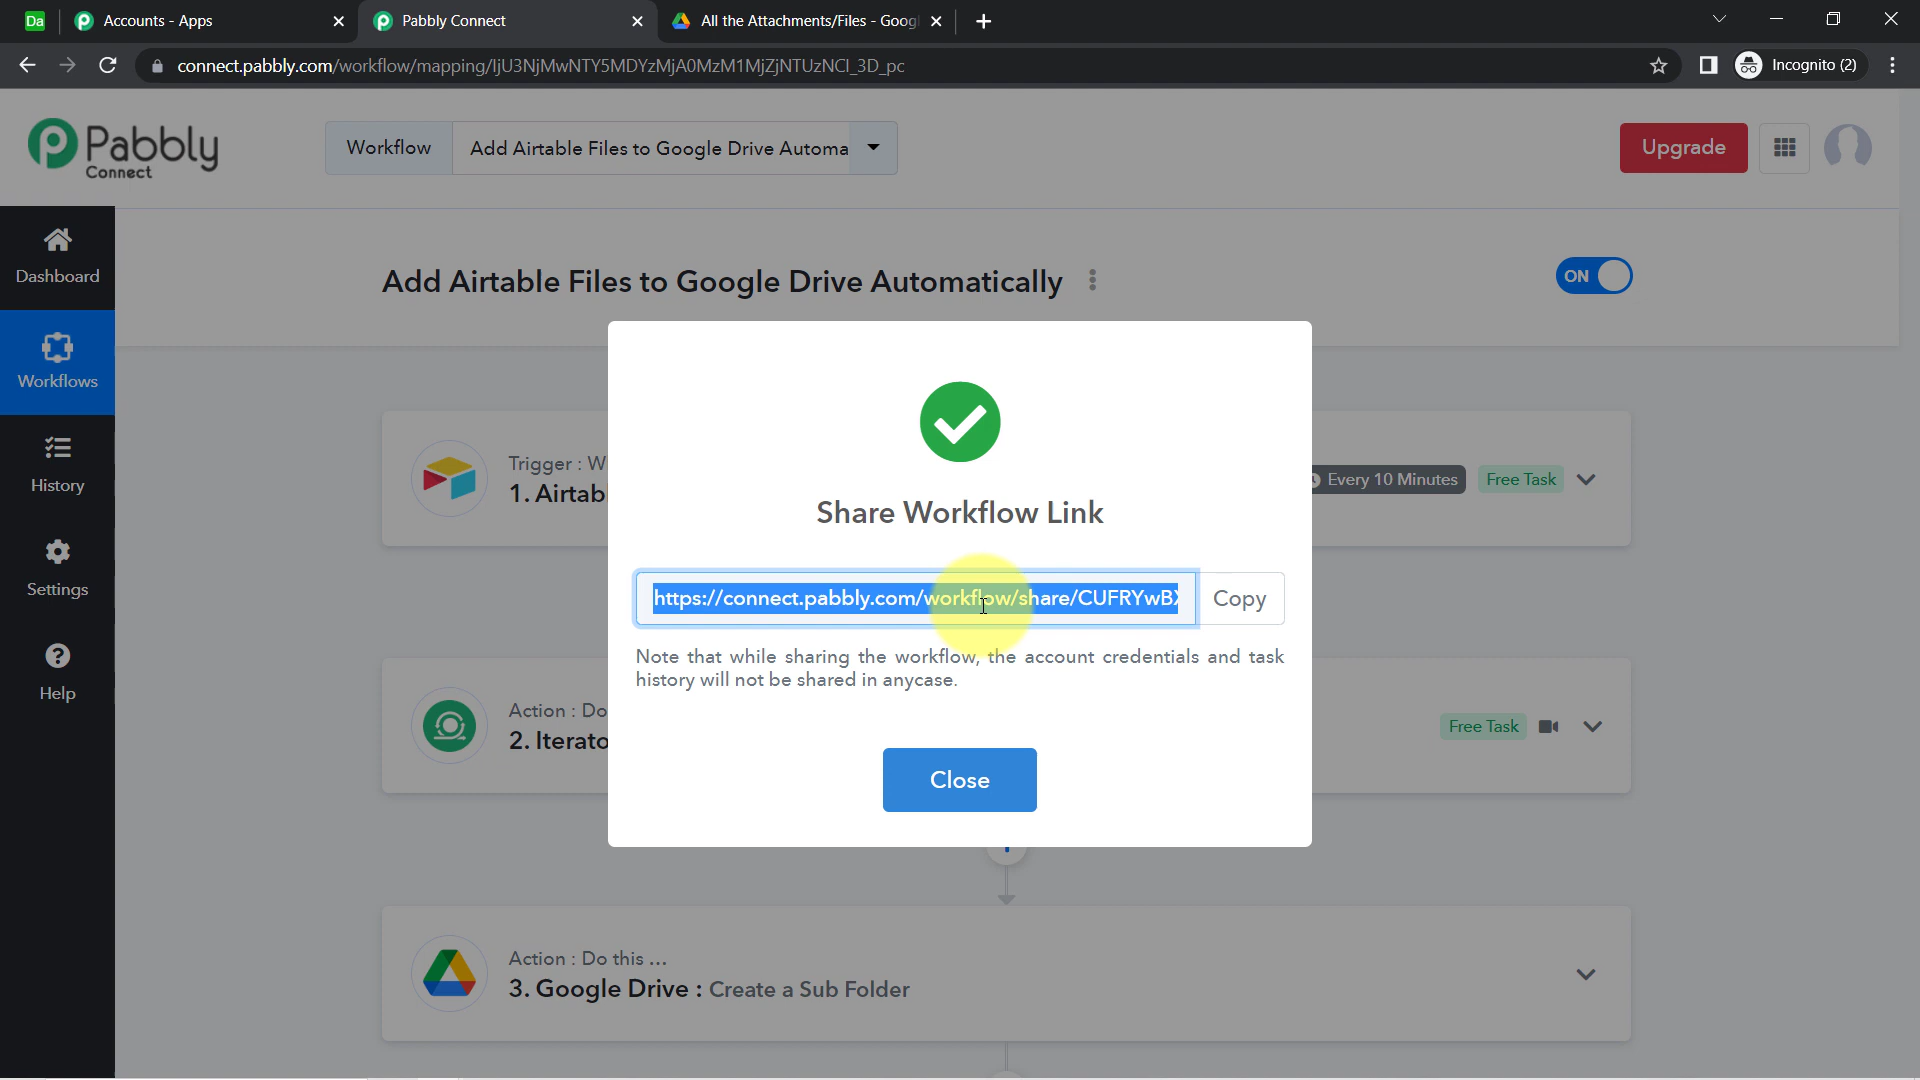 Da
Accounts - Apps
Pabbly Connect
All the Attachments/Files - Goog
connect.pabbly.com/workflow/mapping/IjU3NjMwNTY5MDYzMjA0MzM1MjZjNTUzNCI_3D_pc
Incognito (2)
Pabbly
Connect
Workflow
Add Airtable Files to Google Drive Automa
Upgrade
Dashboard
Add Airtable Files to Google Drive Automatically
ON
Workflows
History
Trigger : W
1. Airtabl
Every 10 Minutes
Free Task
Share Workflow Link
Settings
https://connect.pabbly.com/workflow/share/CUFRYwBX
Copy
Note that while sharing the workflow, the account credentials and task
history will not be shared in anycase.
Help
Action : Do
2. Iterato
Free Task
Close
Action : Do this ...
3. Google Drive : Create a Sub Folder